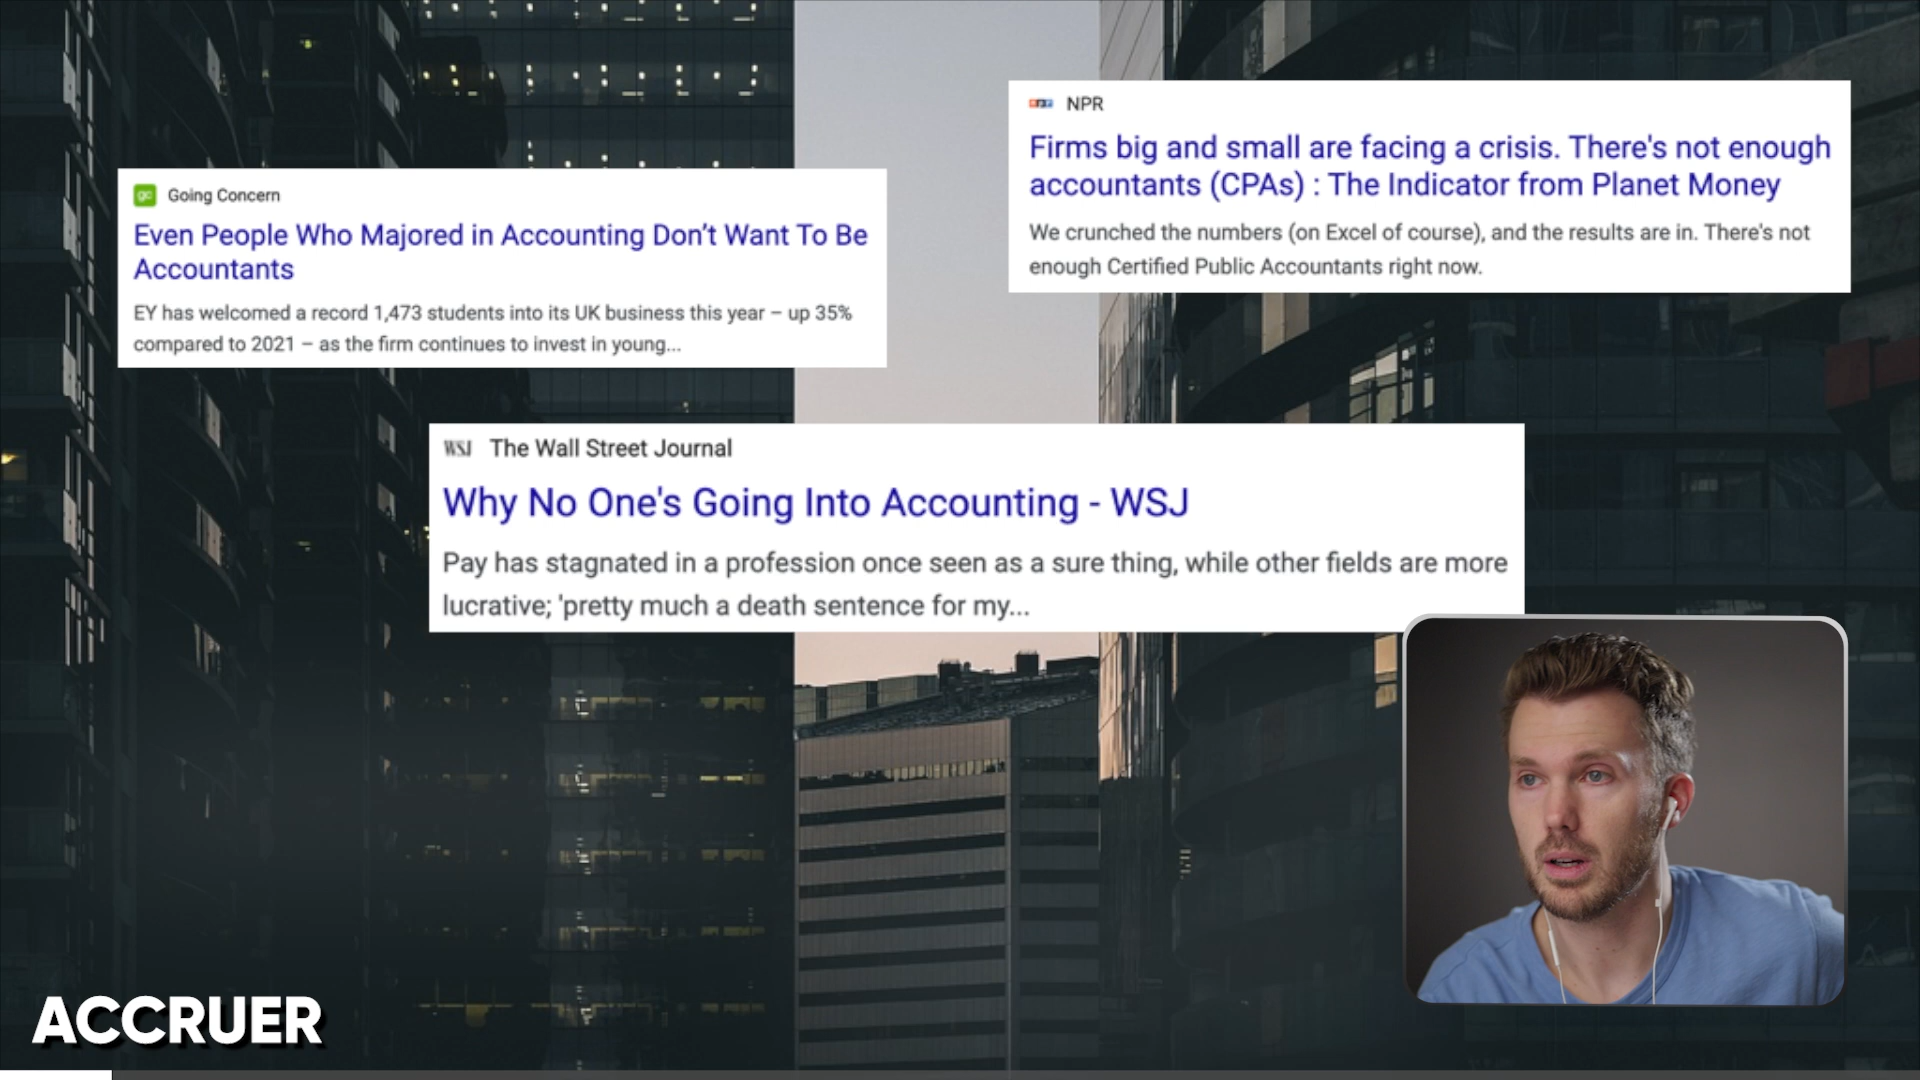 NPR
Firms big and small are facing a crisis. There's not enough
accountants (CPAs) : The Indicator from Planet Money
We crunched the numbers (on Excel of course), and the results are in. There's not
enough Certified Public Accountants right now.
gc Going Concern
Even People Who Majored in Accounting Don’t Want To Be
Accountants
EY has welcomed a record 1,473 students into its UK business this year – up 35%
compared to 2021 – as the firm continues to invest in young...
WSJ The Wall Street Journal
Why No One's Going Into Accounting - WSJ
Pay has stagnated in a profession once seen as a sure thing, while other fields are more
lucrative; 'pretty much a death sentence for my...
ACCRUER